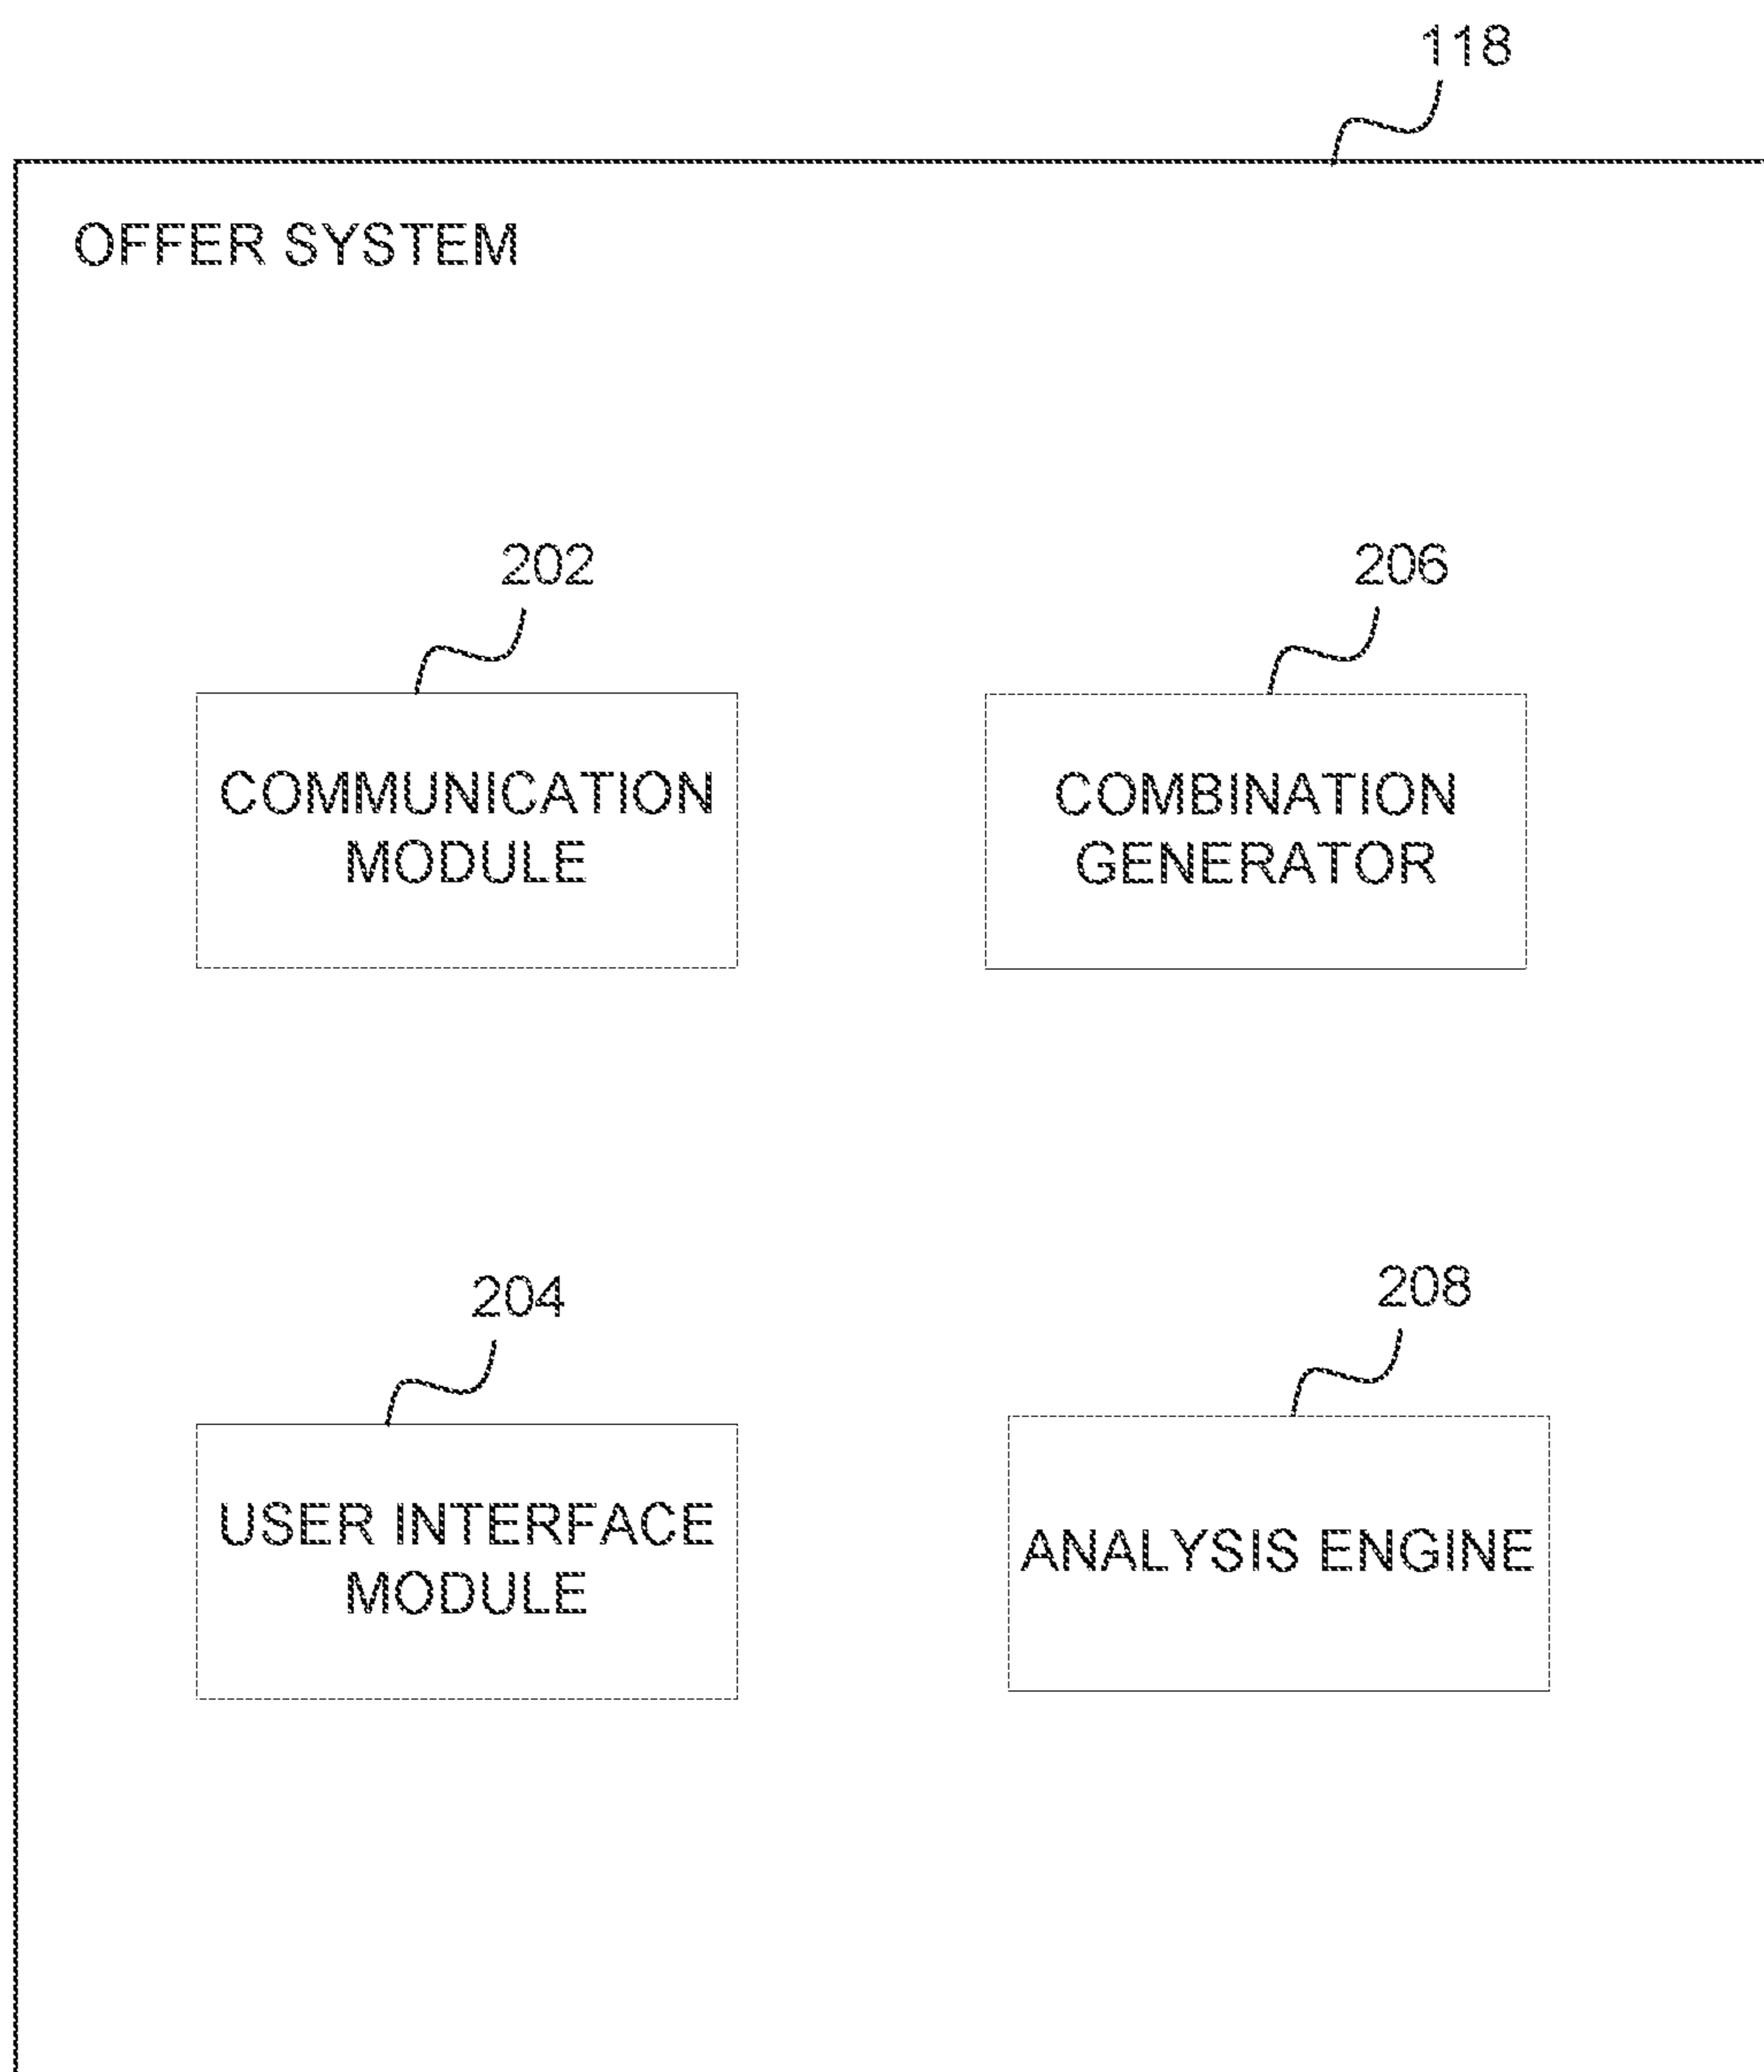 118
OFFER SYSTEM
202
COMMUNICATION
MODULE
206
COMBINATION
GENERATOR
204
USER INTERFACE
MODULE
208
ANALYSIS ENGINE